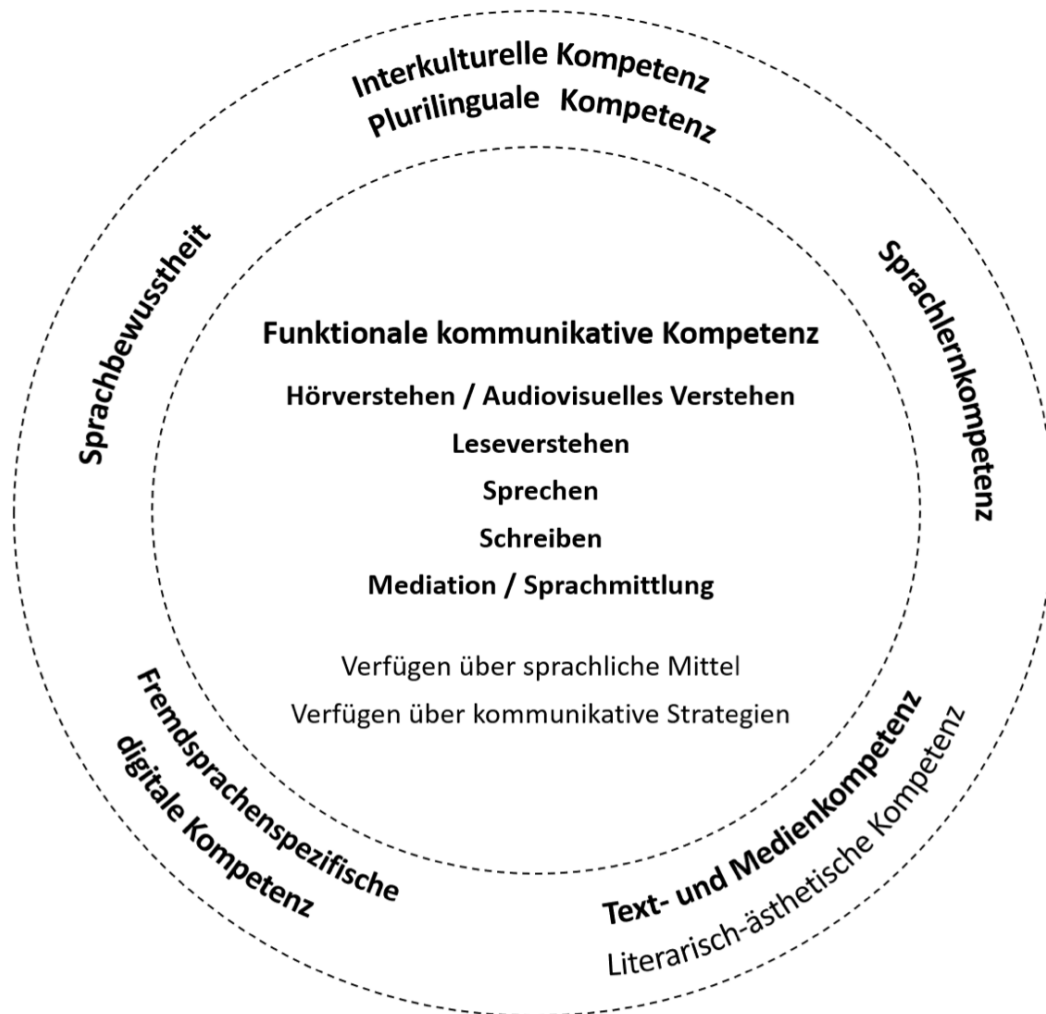 Interkulturelle Kompetenz
Plurilinguale Kompetenz
Sprachbewusstheit
Sprachlernkompetenz
Funktionale kommunikative Kompetenz
Hörverstehen / Audiovisuelles Verstehen
Leseverstehen
Sprechen
Schreiben
Mediation / Sprachmittlung
Verfügen über sprachliche Mittel
Verfügen über kommunikative Strategien
Fremdsprachenspezifische
digitale Kompetenz
Text- und Medienkompetenz
Literarisch-ästhetische Kompetenz